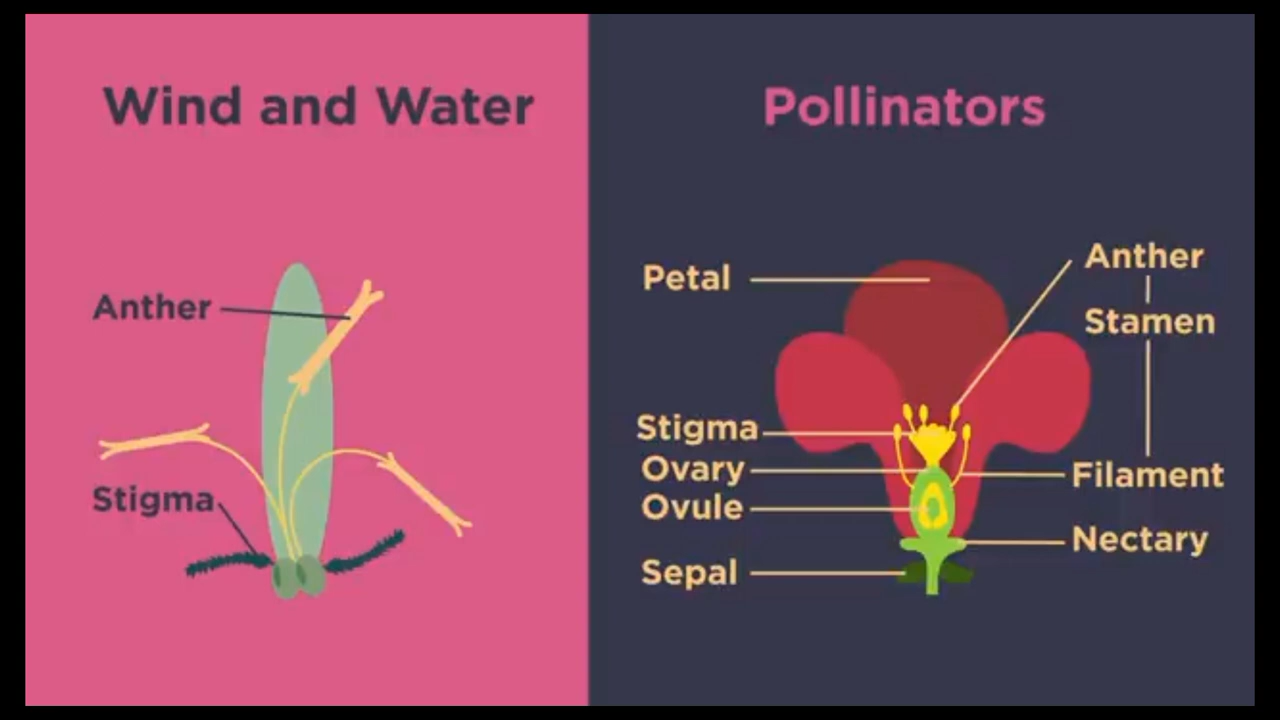 Wind and Water
Anther
Stigma
Pollinators
Petal
Stigma
Ovary
Ovule
Sepal
Anther
Stamen
Filament
Nectary